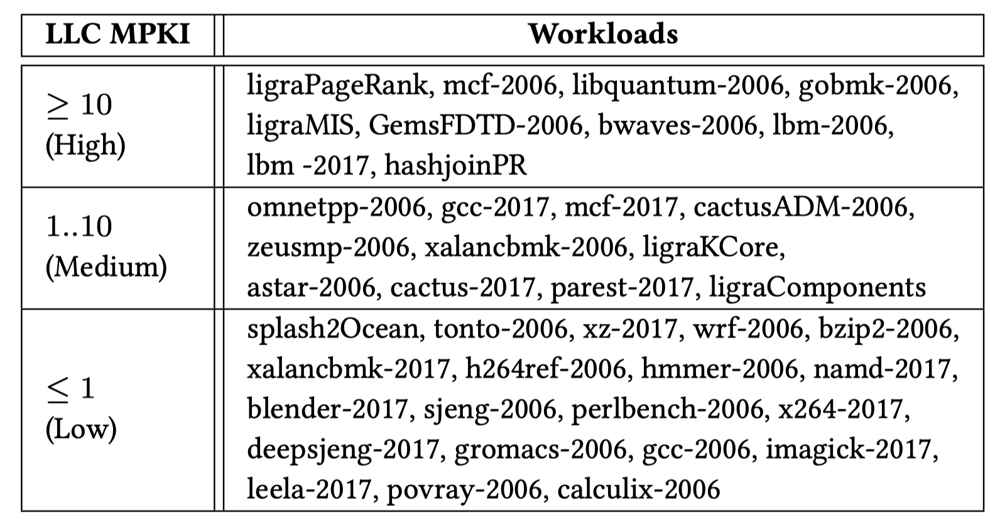 LLC MPKI Workloads
≥ 10
(High)
ligraPageRank, mcf-2006, libquantum-2006, gobmk-2006,
ligraMIS, GemsFDTD-2006, bwaves-2006, lbm-2006,
lbm -2017, hashjoinPR
1..10
(Medium)
omnetpp-2006, gcc-2017, mcf-2017, cactusADM-2006,
zeusmp-2006, xalancbmk-2006, ligraKCore,
astar-2006, cactus-2017, parest-2017, ligraComponents
≤ 1
(Low)
splash2Ocean, tonto-2006, xz-2017, wrf-2006, bzip2-2006,
xalancbmk-2017, h264ref-2006, hmmer-2006, namd-2017,
blender-2017, sjeng-2006, perlbench-2006, x264-2017,
deepsjeng-2017, gromacs-2006, gcc-2006, imagick-2017,
leela-2017, povray-2006, calculix-2006